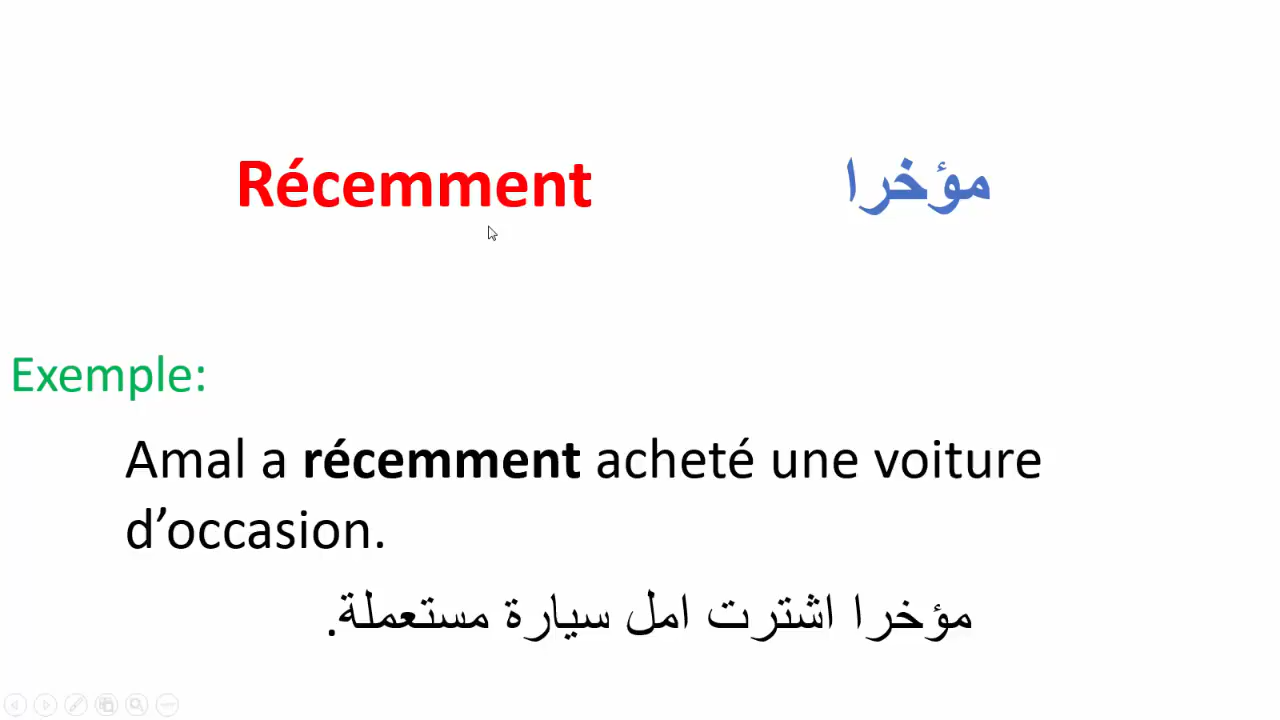 Récemment
مؤخرا
Exemple:
Amal a récemment acheté une voiture
d’occasion.
مؤخرا اشترت امل سيارة مستعملة.